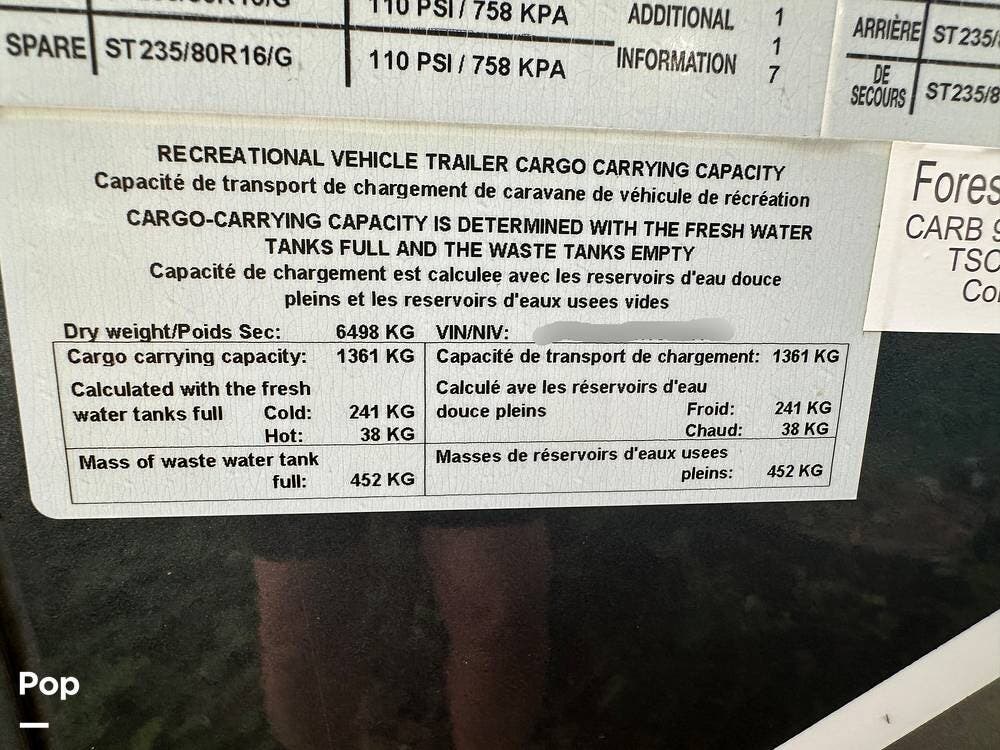 110 PSI / 758 KPA
SPARE ST235/80R16/G 110 PSI / 758 KPA
ADDITIONAL
INFORMATION
1
1
7
ARRIÈRE ST235/
DE
SECOURS ST235/8
RECREATIONAL VEHICLE TRAILER CARGO CARRYING CAPACITY
Capacité de transport de chargement de caravane de véhicule de récréation
CARGO-CARRYING CAPACITY IS DETERMINED WITH THE FRESH WATER
TANKS FULL AND THE WASTE TANKS EMPTY
Capacité de chargement est calculee avec les reservoirs d'eau douce
pleins et les reservoirs d'eaux usees vides
Dry weight/Poids Sec: 6498 KG VIN/NIV:
Cargo carrying capacity: 1361 KG Capacité de transport de chargement: 1361 KG
Calculated with the fresh Calculé ave les réservoirs d'eau
water tanks full Cold: 241 KG douce pleins Froid: 241 KG
Hot: 38 KG Chaud: 38 KG
Mass of waste water tank Masses de réservoirs d'eaux usees
full: 452 KG pleins: 452 KG
Fores
CARB 9
TSC
Co
Pop